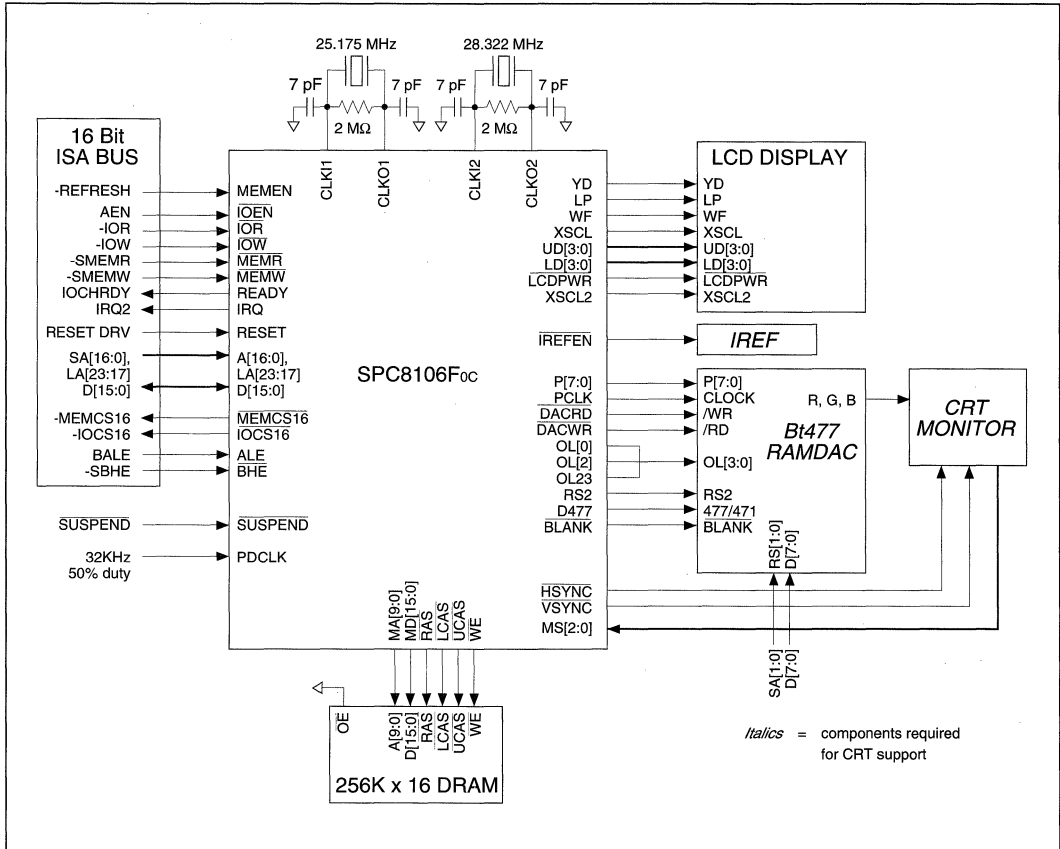 25.175 MHz
28.322 MHz
7 pF
7 pF
7 pF
7 pF
2 MΩ
2 MΩ
16 Bit
ISA BUS
-REFRESH
AEN
-IOR
-IOW
-SMEMR
-SMEMW
IOCHRDY
IRQ2
RESET DRV
SA[16:0],
LA[23:17]
D[15:0]
-MEMCS16
-IOCS16
BALE
-SBHE
SUSPEND
32KHz
50% duty
CLKI1
CLKO1
CLKI2
CLKO2
MEMEN
IOEN
IOR
IOW
MEMR
MEMW
READY
IRQ
RESET
A[16:0],
LA[23:17]
D[15:0]
MEMCS16
IOCS16
ALE
BHE
SUSPEND
PDCLK
SPC8106F0C
YD
LP
WF
XSCL
UD[3:0]
LD[3:0]
LCDPWR
XSCL2
IREFEN
P[7:0]
PCLK
DACRD
DACWR
OL[0]
OL[2]
OL23
RS2
D477
BLANK
HSYNC
VSYNC
MS[2:0]
MA[9:0]
MD[15:0]
RAS
LCAS
UCAS
WE
LCD DISPLAY
YD
LP
WF
XSCL
UD[3:0]
LD[3:0]
LCDPWR
XSCL2
IREF
P[7:0]
CLOCK
/WR
/RD
OL[3:0]
RS2
477/471
BLANK
R, G, B
Bt477
RAMDAC
RS[1:0]
D[7:0]
SA[1:0]
D[7:0]
CRT
MONITOR
OE
A[9:0]
D[15:0]
RAS
LCAS
UCAS
WE
256K x 16 DRAM
Italics = components required
for CRT support